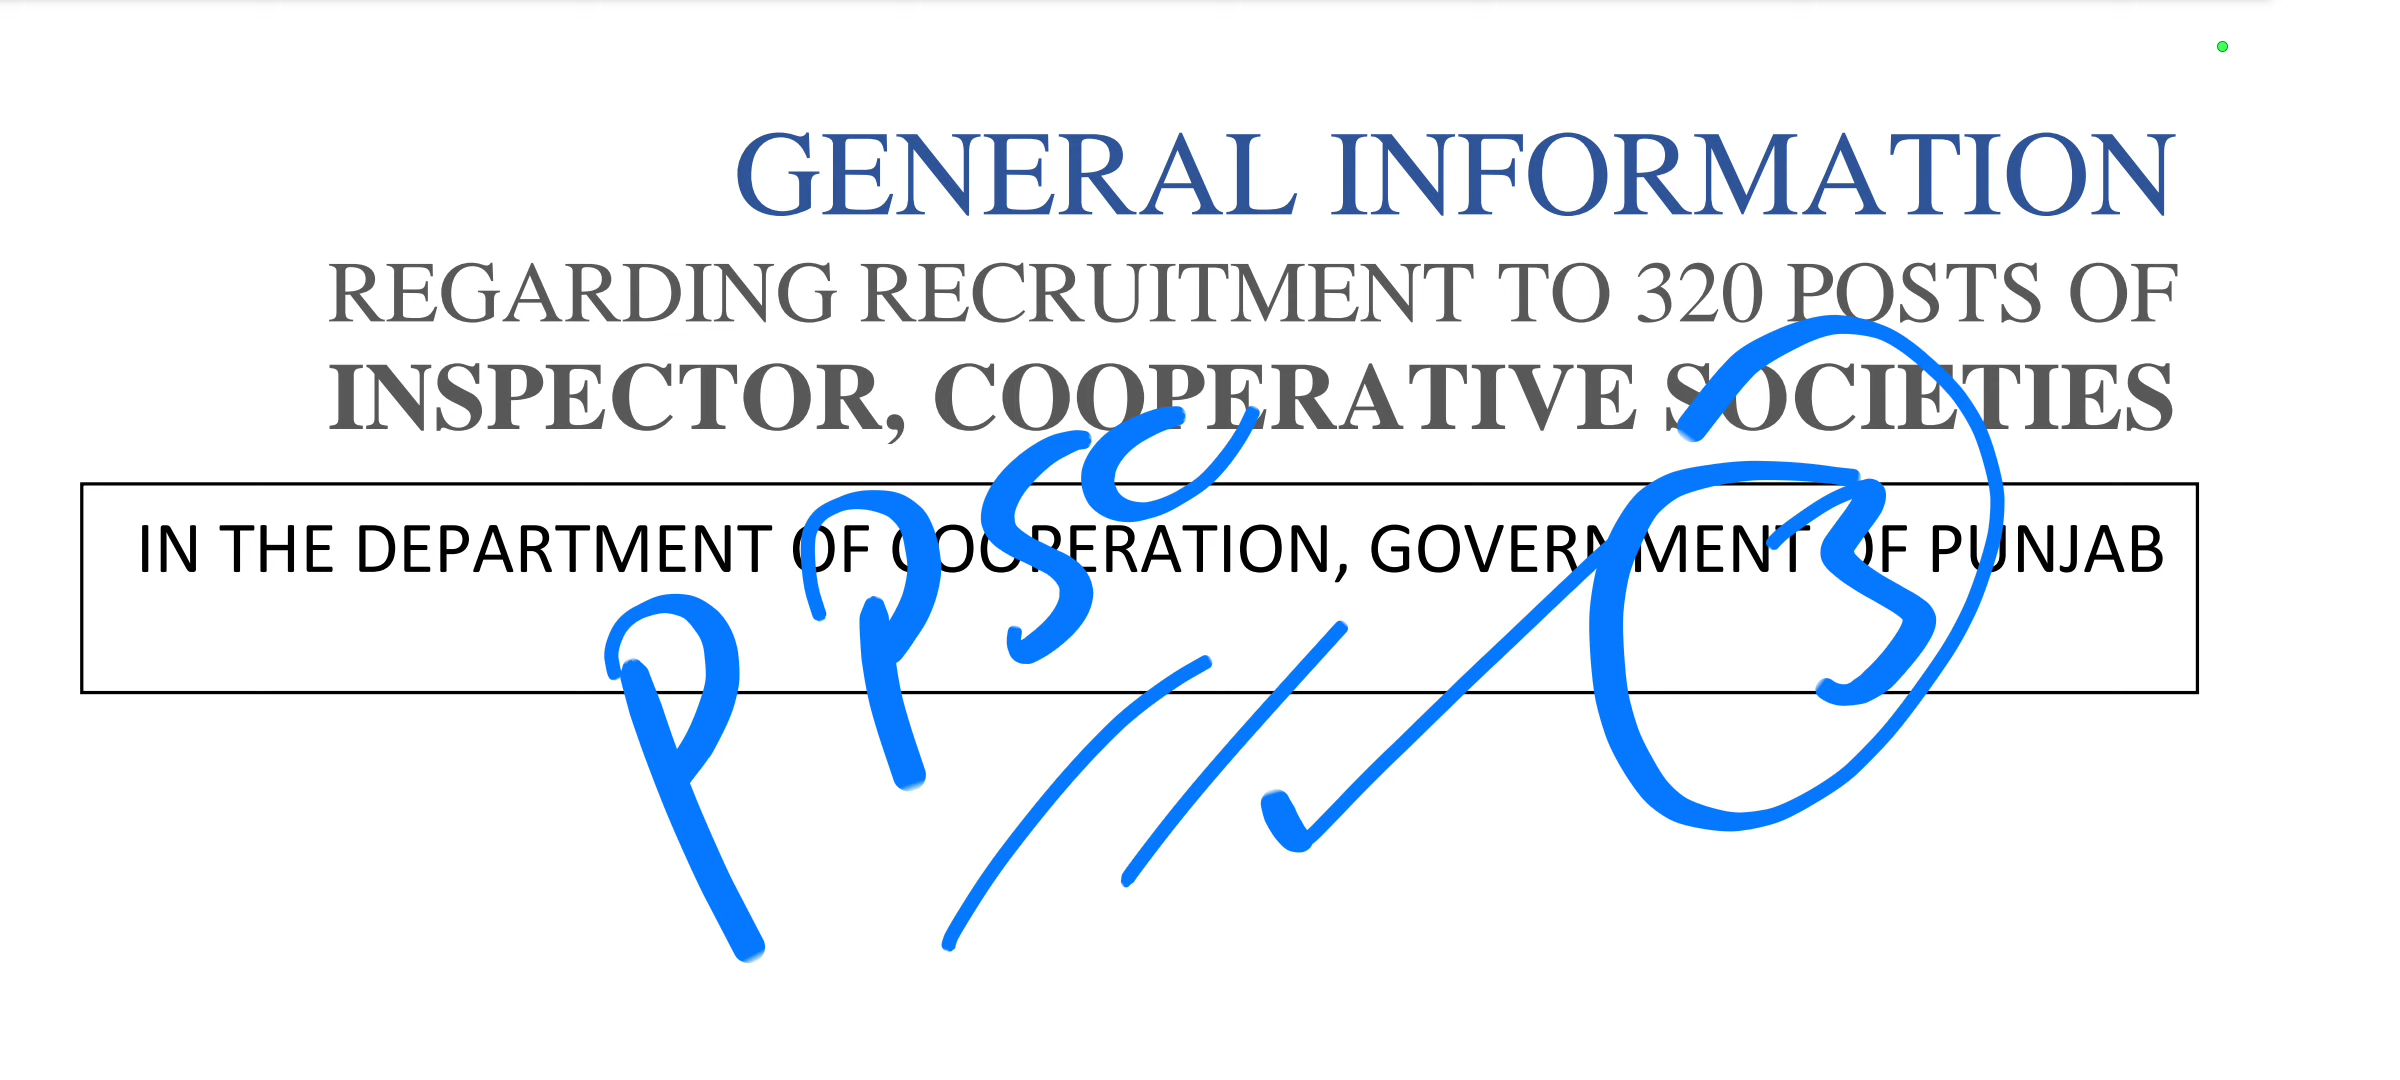 GENERAL INFORMATION
REGARDING RECRUITMENT TO 320 POSTS OF
INSPECTOR, COOPERATIVE SOCIETIES
IN THE DEPARTMENT OF COOPERATION, GOVERNMENT OF PUNJAB
PPSC
3